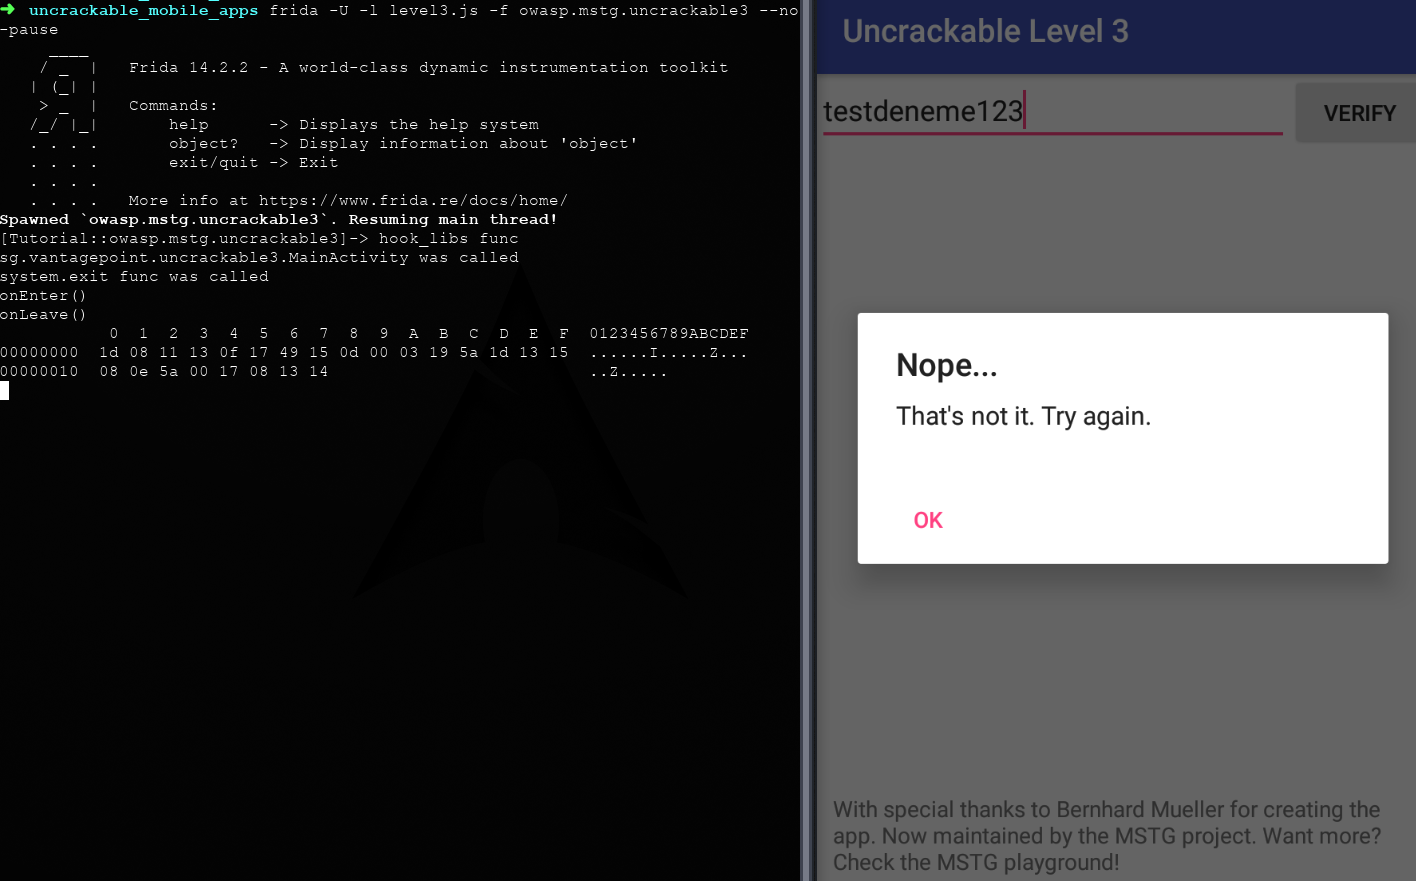 ➜ uncrackable_mobile_apps frida -U -l level3.js -f owasp.mstg.uncrackable3 --no
-pause
     ____
    / _  |   Frida 14.2.2 - A world-class dynamic instrumentation toolkit
   | (_| |
    > _  |   Commands:
   /_/ |_|       help      -> Displays the help system
   . . . .       object?   -> Display information about 'object'
   . . . .       exit/quit -> Exit
   . . . .
   . . . .   More info at https://www.frida.re/docs/home/
Spawned `owasp.mstg.uncrackable3`. Resuming main thread!
[Tutorial::owasp.mstg.uncrackable3]-> hook_libs func
sg.vantagepoint.uncrackable3.MainActivity was called
system.exit func was called
onEnter()
onLeave()
           0  1  2  3  4  5  6  7  8  9  A  B  C  D  E  F  0123456789ABCDEF
00000000  1d 08 11 13 0f 17 49 15 0d 00 03 19 5a 1d 13 15  ......I.....Z...
00000010  08 0e 5a 00 17 08 13 14                          ..Z.....
Uncrackable Level 3
testdeneme123
VERIFY
Nope...
That's not it. Try again.
OK
With special thanks to Bernhard Mueller for creating the
app. Now maintained by the MSTG project. Want more?
Check the MSTG playground!